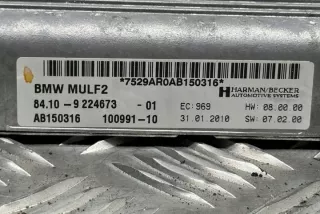 *7529AR0AB150316*
BMW MULF2
HARMAN/BECKER
AUTOMOTIVE SYSTEMS
84.10- 9 224673 - 01
EC: 969
HW: 08.00.00
AB150316 100991-10
31.01.2010
SW: 07.02.00